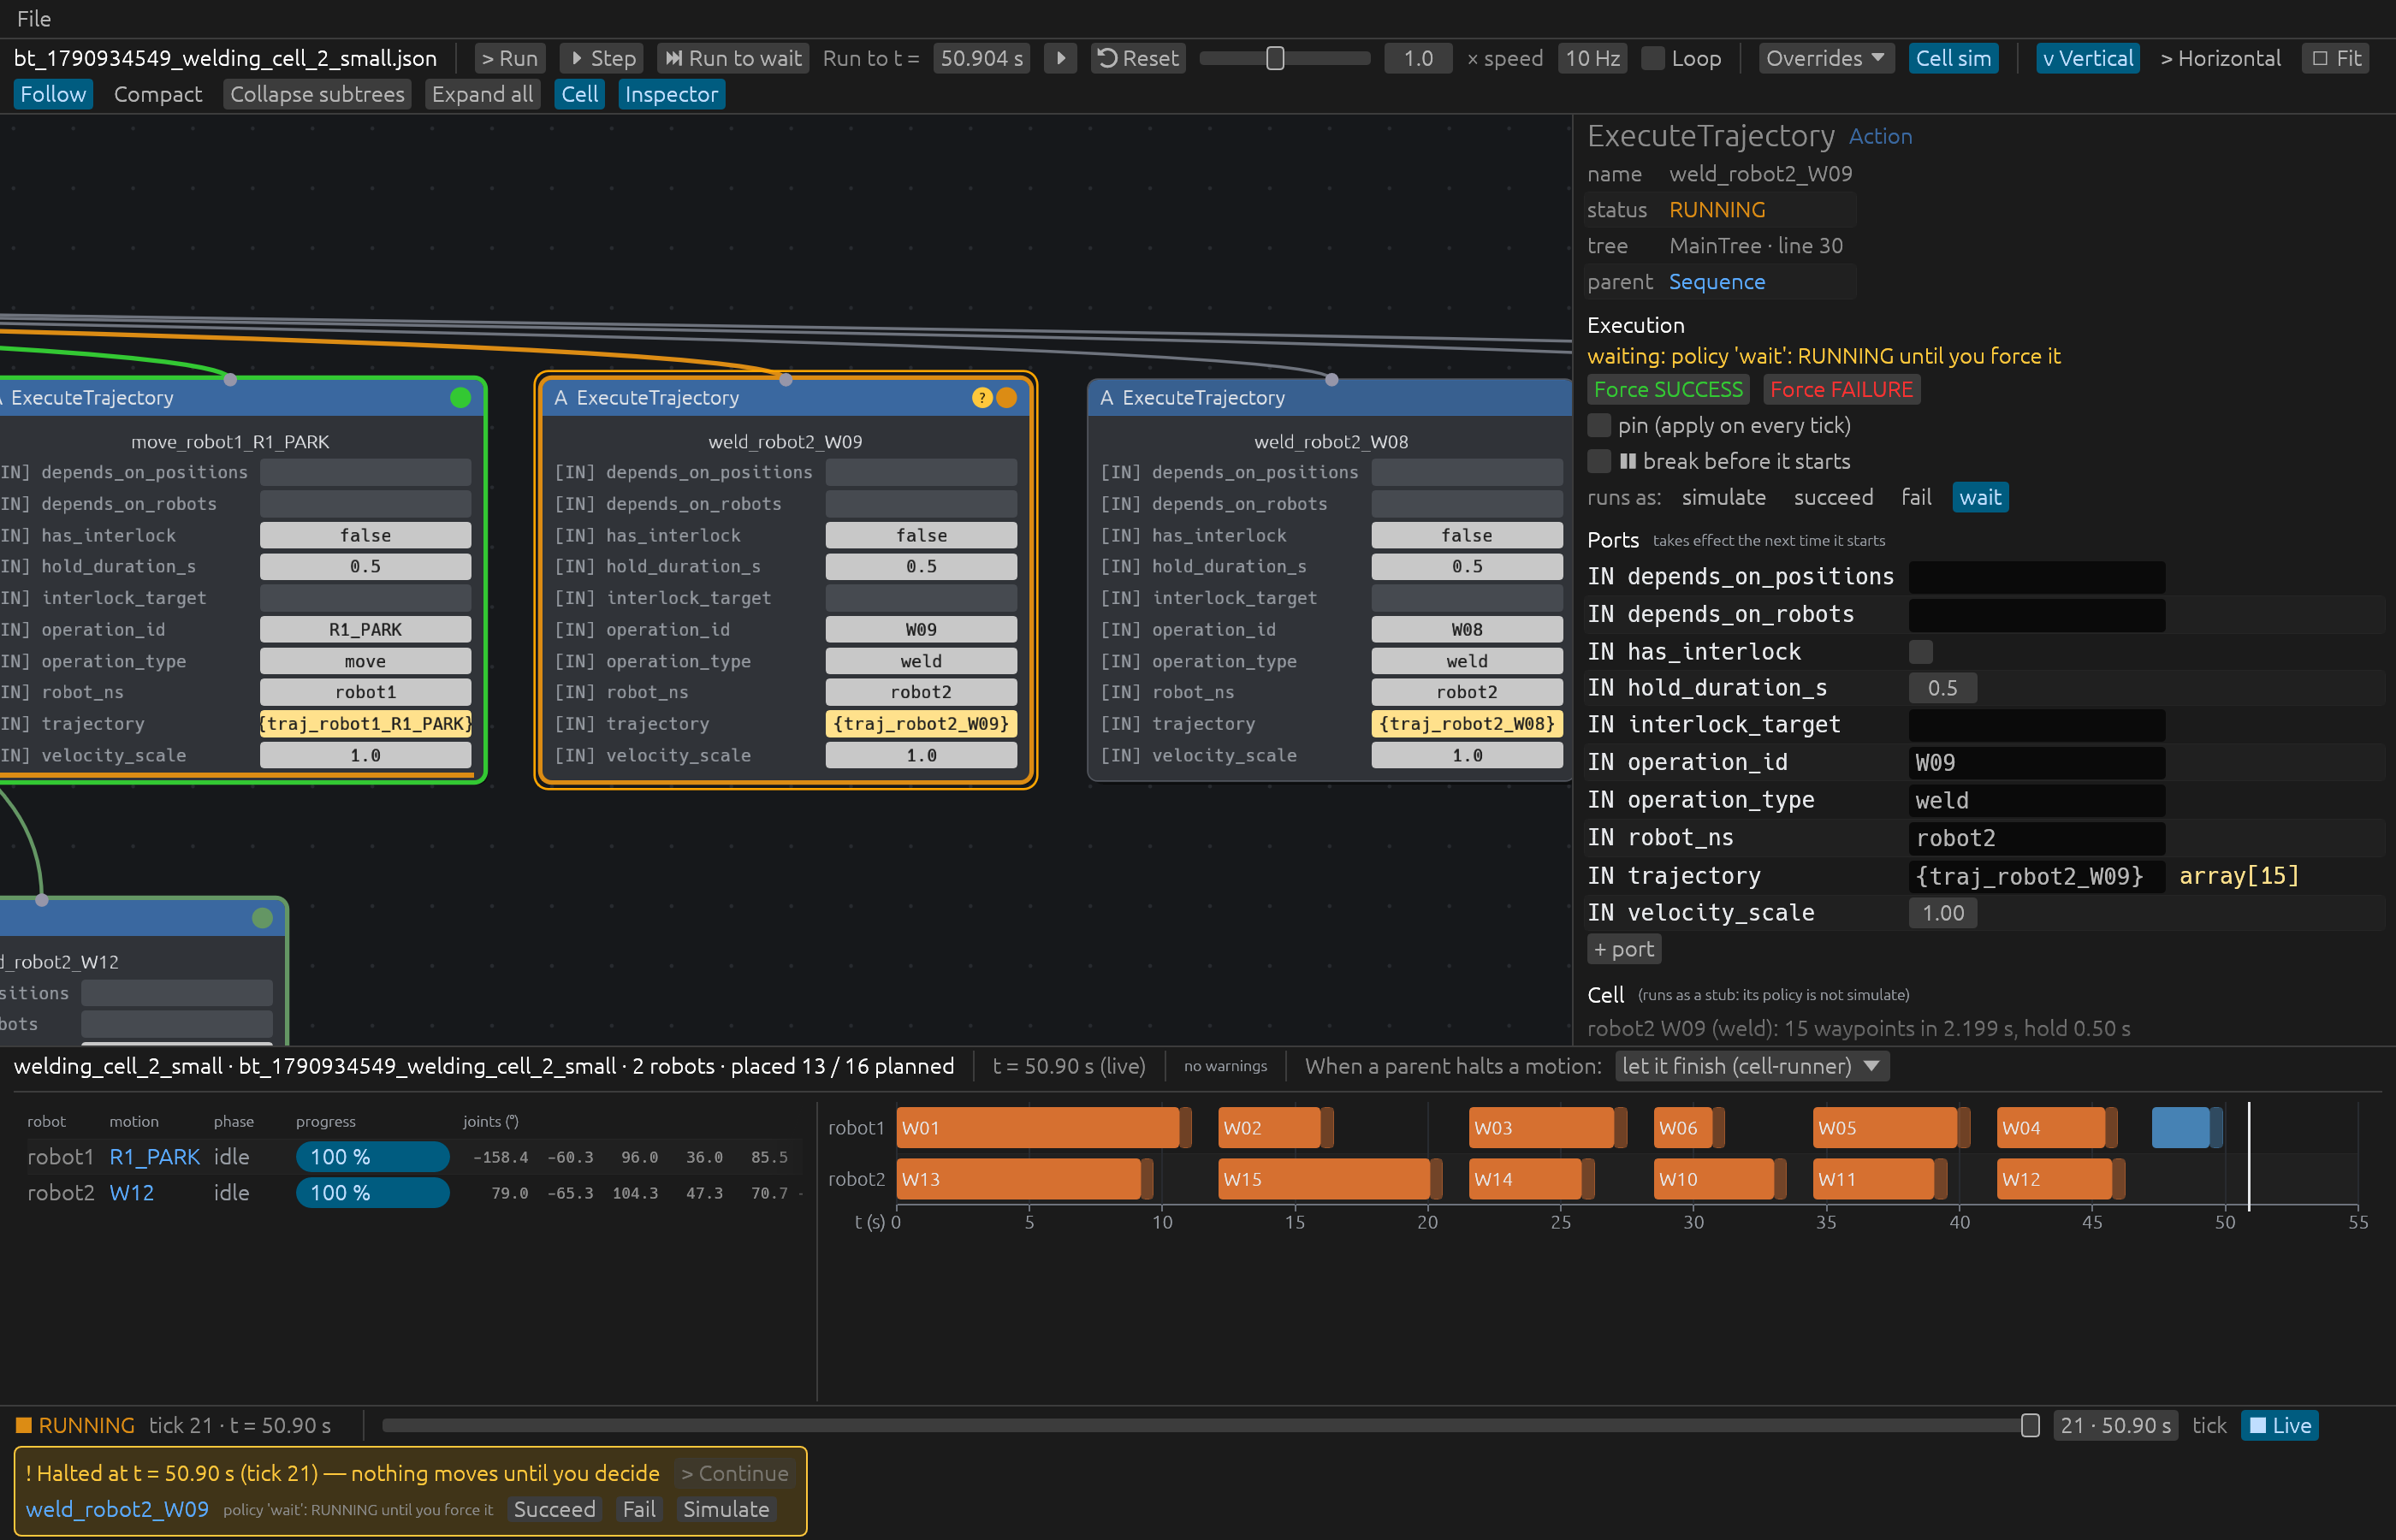 File
bt_1790934549_welding_cell_2_small.json > Run Step Run to wait Run to t = 50.904 s Reset 1.0 × speed 10 Hz Loop Overrides Cell sim v Vertical > Horizontal Fit
Follow Compact Collapse subtrees Expand all Cell Inspector
A ExecuteTrajectory
move_robot1_R1_PARK
IN] depends_on_positions
IN] depends_on_robots
IN] has_interlock false
IN] hold_duration_s 0.5
IN] interlock_target
IN] operation_id R1_PARK
IN] operation_type move
IN] robot_ns robot1
IN] trajectory {traj_robot1_R1_PARK}
IN] velocity_scale 1.0
A ExecuteTrajectory ?
weld_robot2_W09
[IN] depends_on_positions
[IN] depends_on_robots
[IN] has_interlock false
[IN] hold_duration_s 0.5
[IN] interlock_target
[IN] operation_id W09
[IN] operation_type weld
[IN] robot_ns robot2
[IN] trajectory {traj_robot2_W09}
[IN] velocity_scale 1.0
A ExecuteTrajectory
weld_robot2_W08
[IN] depends_on_positions
[IN] depends_on_robots
[IN] has_interlock false
[IN] hold_duration_s 0.5
[IN] interlock_target
[IN] operation_id W08
[IN] operation_type weld
[IN] robot_ns robot2
[IN] trajectory {traj_robot2_W08}
[IN] velocity_scale 1.0
d_robot2_W12
sitions
bots
ExecuteTrajectory Action
name weld_robot2_W09
status RUNNING
tree MainTree · line 30
parent Sequence
Execution
waiting: policy 'wait': RUNNING until you force it
Force SUCCESS Force FAILURE
pin (apply on every tick)
break before it starts
runs as: simulate succeed fail wait
Ports takes effect the next time it starts
IN depends_on_positions
IN depends_on_robots
IN has_interlock
IN hold_duration_s 0.5
IN interlock_target
IN operation_id W09
IN operation_type weld
IN robot_ns robot2
IN trajectory {traj_robot2_W09} array[15]
IN velocity_scale 1.00
+ port
Cell (runs as a stub: its policy is not simulate)
robot2 W09 (weld): 15 waypoints in 2.199 s, hold 0.50 s
welding_cell_2_small · bt_1790934549_welding_cell_2_small · 2 robots · placed 13 / 16 planned t = 50.90 s (live) no warnings When a parent halts a motion: let it finish (cell-runner)
robot motion phase progress joints (°)
robot1 R1_PARK idle 100 % -158.4 -60.3 96.0 36.0 85.5
robot2 W12 idle 100 % 79.0 -65.3 104.3 47.3 70.7 -
robot1 W01 W02 W03 W06 W05 W04
robot2 W13 W15 W14 W10 W11 W12
t (s) 0 5 10 15 20 25 30 35 40 45 50 55
RUNNING tick 21 · t = 50.90 s 21 · 50.90 s tick Live
! Halted at t = 50.90 s (tick 21) — nothing moves until you decide > Continue
weld_robot2_W09 policy 'wait': RUNNING until you force it Succeed Fail Simulate